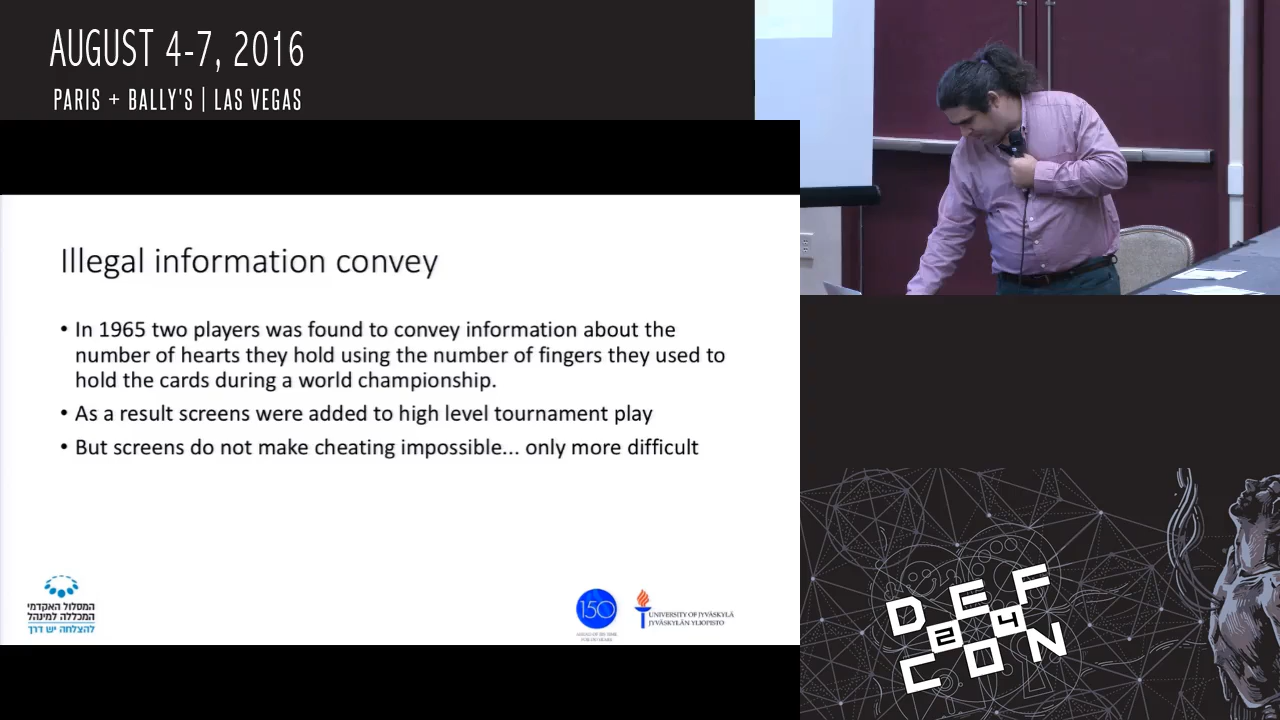 AUGUST 4-7, 2016
PARIS + BALLY'S | LAS VEGAS
Illegal information convey
• In 1965 two players was found to convey information about the
number of hearts they hold using the number of fingers they used to
hold the cards during a world championship.
• As a result screens were added to high level tournament play
• But screens do not make cheating impossible... only more difficult
המסלול האקדמי
המכללה למינהל
להצלחה יש דרך
150
UNIVERSITY OF JYVÄSKYLÄ
JYVÄSKYLÄN YLIOPISTO
DEF
24
CON